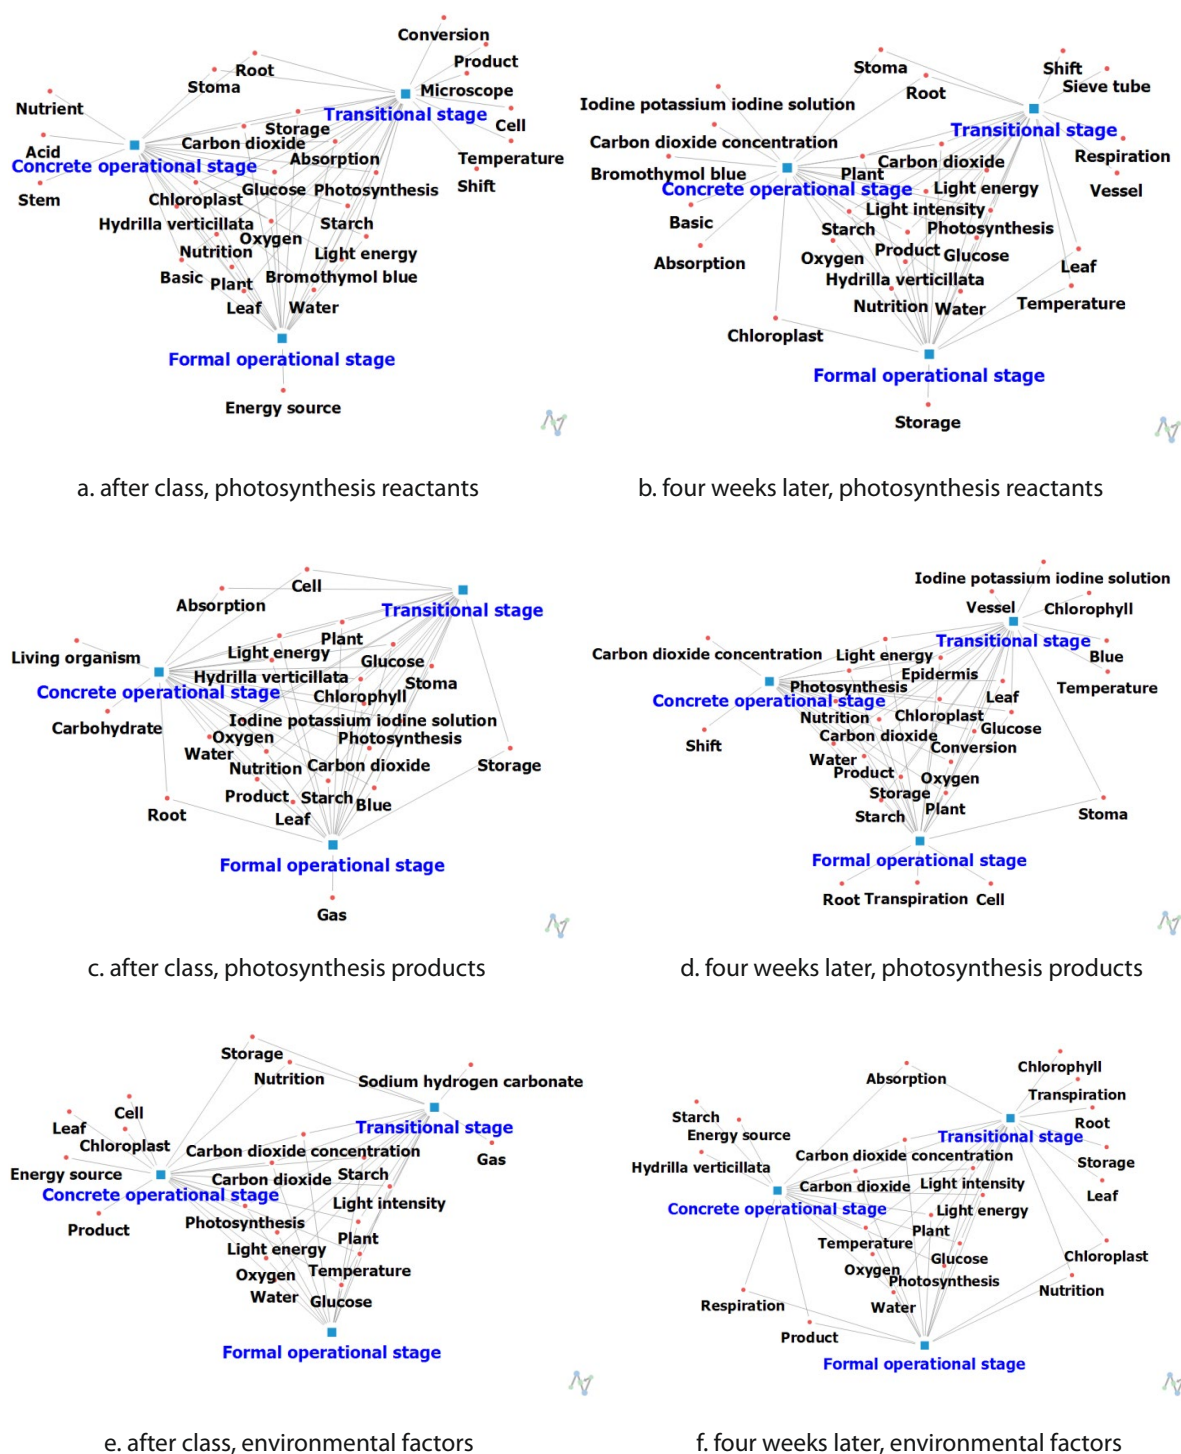 Conversion
Product
Root
Stoma
Microscope
Nutrient
Transitional stage
Storage
Cell
Carbon dioxide
Acid
Absorption
Temperature
Concrete operational stage
Glucose
Photosynthesis
Shift
Stem
Chloroplast
Hydrilla verticillata
Starch
Oxygen
Nutrition
Light energy
Basic
Plant
Bromothymol blue
Leaf
Water
Formal operational stage
Energy source
a. after class, photosynthesis reactants
Stoma
Shift
Sieve tube
Root
Iodine potassium iodine solution
Transitional stage
Carbon dioxide concentration
Respiration
Carbon dioxide
Bromothymol blue
Plant
Vessel
Concrete operational stage
Light energy
Light intensity
Basic
Starch
Photosynthesis
Product
Glucose
Oxygen
Absorption
Leaf
Hydrilla verticillata
Nutrition
Water
Temperature
Chloroplast
Formal operational stage
Storage
b. four weeks later, photosynthesis reactants
Cell
Absorption
Transitional stage
Plant
Light energy
Living organism
Glucose
Hydrilla verticillata
Stoma
Concrete operational stage
Chlorophyll
Iodine potassium iodine solution
Carbohydrate
Oxygen
Photosynthesis
Water
Nutrition
Carbon dioxide
Storage
Product
Starch
Blue
Root
Leaf
Formal operational stage
Gas
c. after class, photosynthesis products
Iodine potassium iodine solution
Vessel
Chlorophyll
Transitional stage
Carbon dioxide concentration
Light energy
Blue
Epidermis
Photosynthesis
Temperature
Concrete operational stage
Leaf
Nutrition
Chloroplast
Glucose
Carbon dioxide
Shift
Conversion
Water
Product
Oxygen
Storage
Plant
Starch
Stoma
Formal operational stage
Root
Transpiration
Cell
d. four weeks later, photosynthesis products
Storage
Nutrition
Sodium hydrogen carbonate
Cell
Leaf
Transitional stage
Chloroplast
Carbon dioxide concentration
Gas
Energy source
Carbon dioxide
Starch
Concrete operational stage
Light intensity
Photosynthesis
Product
Plant
Light energy
Oxygen
Temperature
Water
Glucose
Formal operational stage
e. after class, environmental factors
Chlorophyll
Absorption
Transpiration
Starch
Root
Energy source
Transitional stage
Carbon dioxide concentration
Storage
Hydrilla verticillata
Carbon dioxide
Light intensity
Leaf
Concrete operational stage
Light energy
Plant
Temperature
Glucose
Chloroplast
Oxygen
Photosynthesis
Nutrition
Respiration
Water
Product
Formal operational stage
f. four weeks later, environmental factors